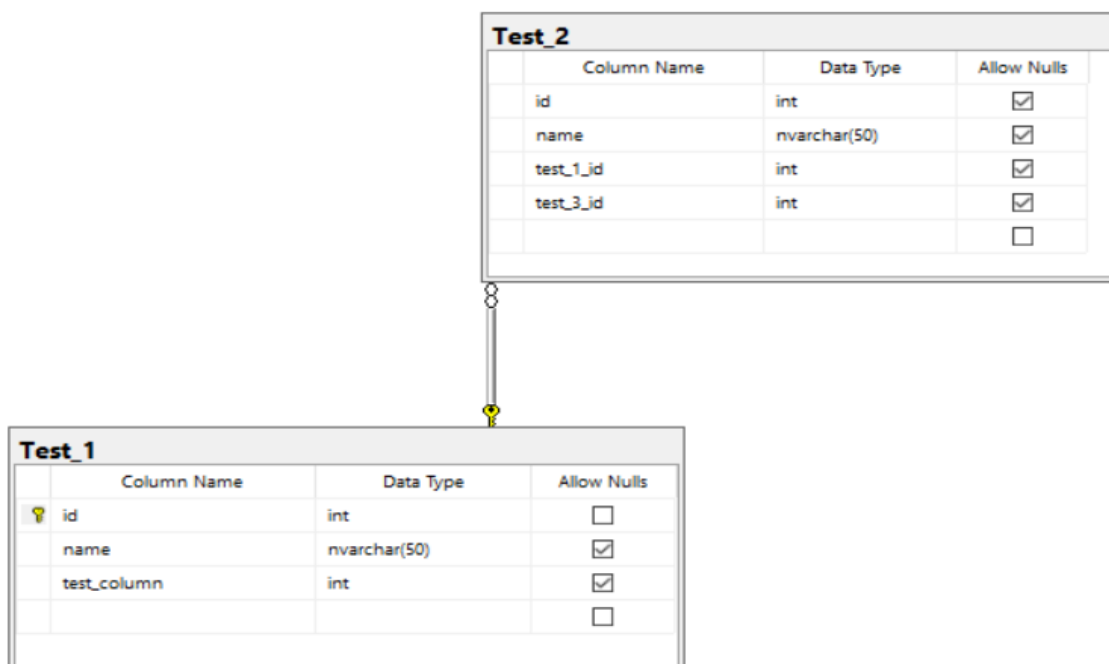 Test_2
Column Name Data Type Allow Nulls
id int
name nvarchar(50)
test_1_id int
test_3_id int
Test_1
Column Name Data Type Allow Nulls
id int
name nvarchar(50)
test_column int